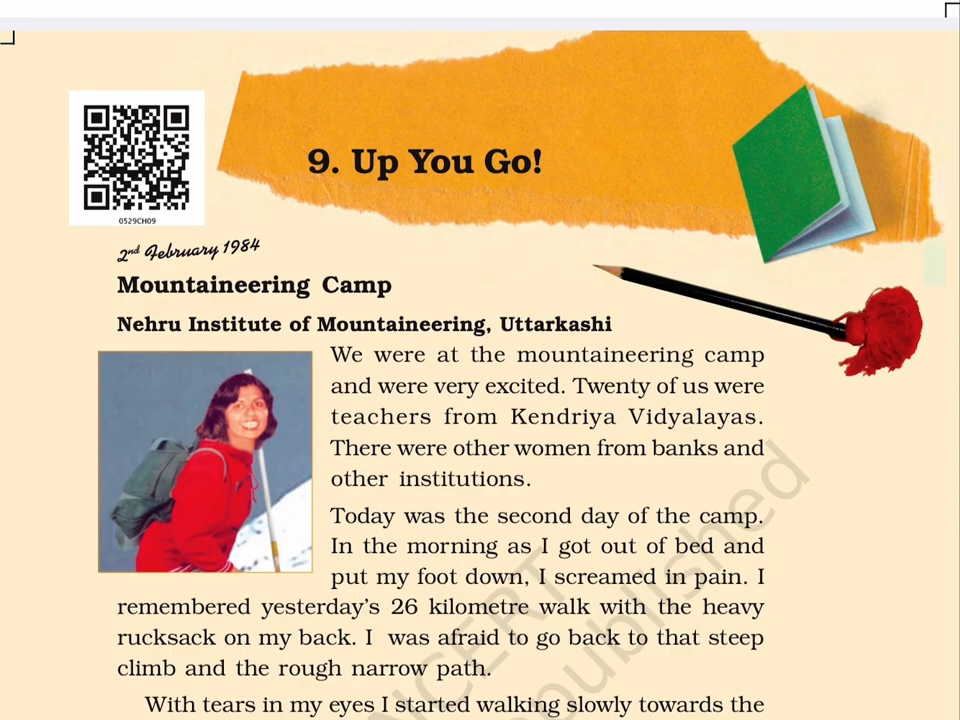 9. Up You Go!
0529CH09
2nd February 1984
Mountaineering Camp
Nehru Institute of Mountaineering, Uttarkashi
We were at the mountaineering camp
and were very excited. Twenty of us were
teachers from Kendriya Vidyalayas.
There were other women from banks and
other institutions.
Today was the second day of the camp.
In the morning as I got out of bed and
put my foot down, I screamed in pain. I
remembered yesterday's 26 kilometre walk with the heavy
rucksack on my back. I was afraid to go back to that steep
climb and the rough narrow path.
With tears in my eyes I started walking slowly towards the
NCERT
published